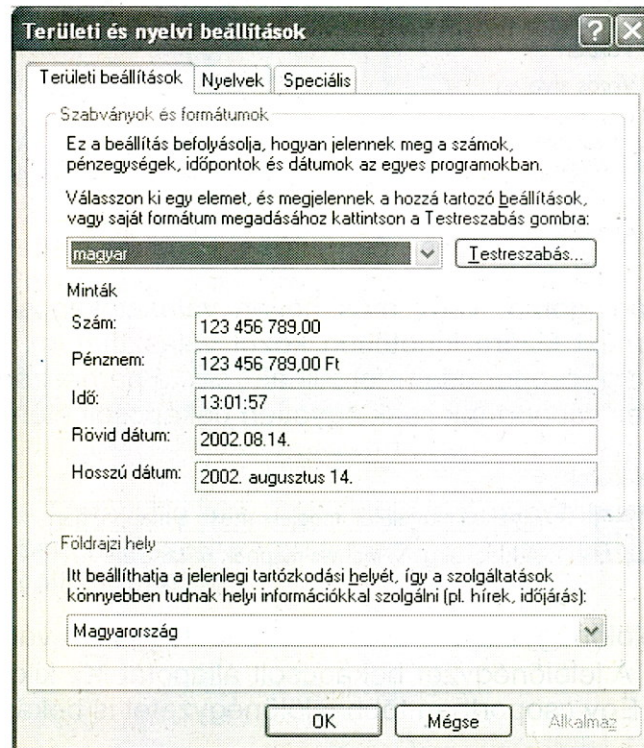 Területi és nyelvi beállítások
Területi beállítások Nyelvek Speciális
Szabványok és formátumok
Ez a beállítás befolyásolja, hogyan jelennek meg a számok,
pénzegységek, időpontok és dátumok az egyes programokban.
Válasszon ki egy elemet, és megjelennek a hozzá tartozó beállítások,
vagy saját formátum megadásához kattintson a Testreszabás gombra:
magyar Testreszabás...
Minták
Szám: 123 456 789,00
Pénznem: 123 456 789,00 Ft
Idő: 13:01:57
Rövid dátum: 2002.08.14.
Hosszú dátum: 2002. augusztus 14.
Földrajzi hely
Itt beállíthatja a jelenlegi tartózkodási helyét, így a szolgáltatások
könnyebben tudnak helyi információkkal szolgálni (pl. hírek, időjárás):
Magyarország
OK Mégse Alkalmaz